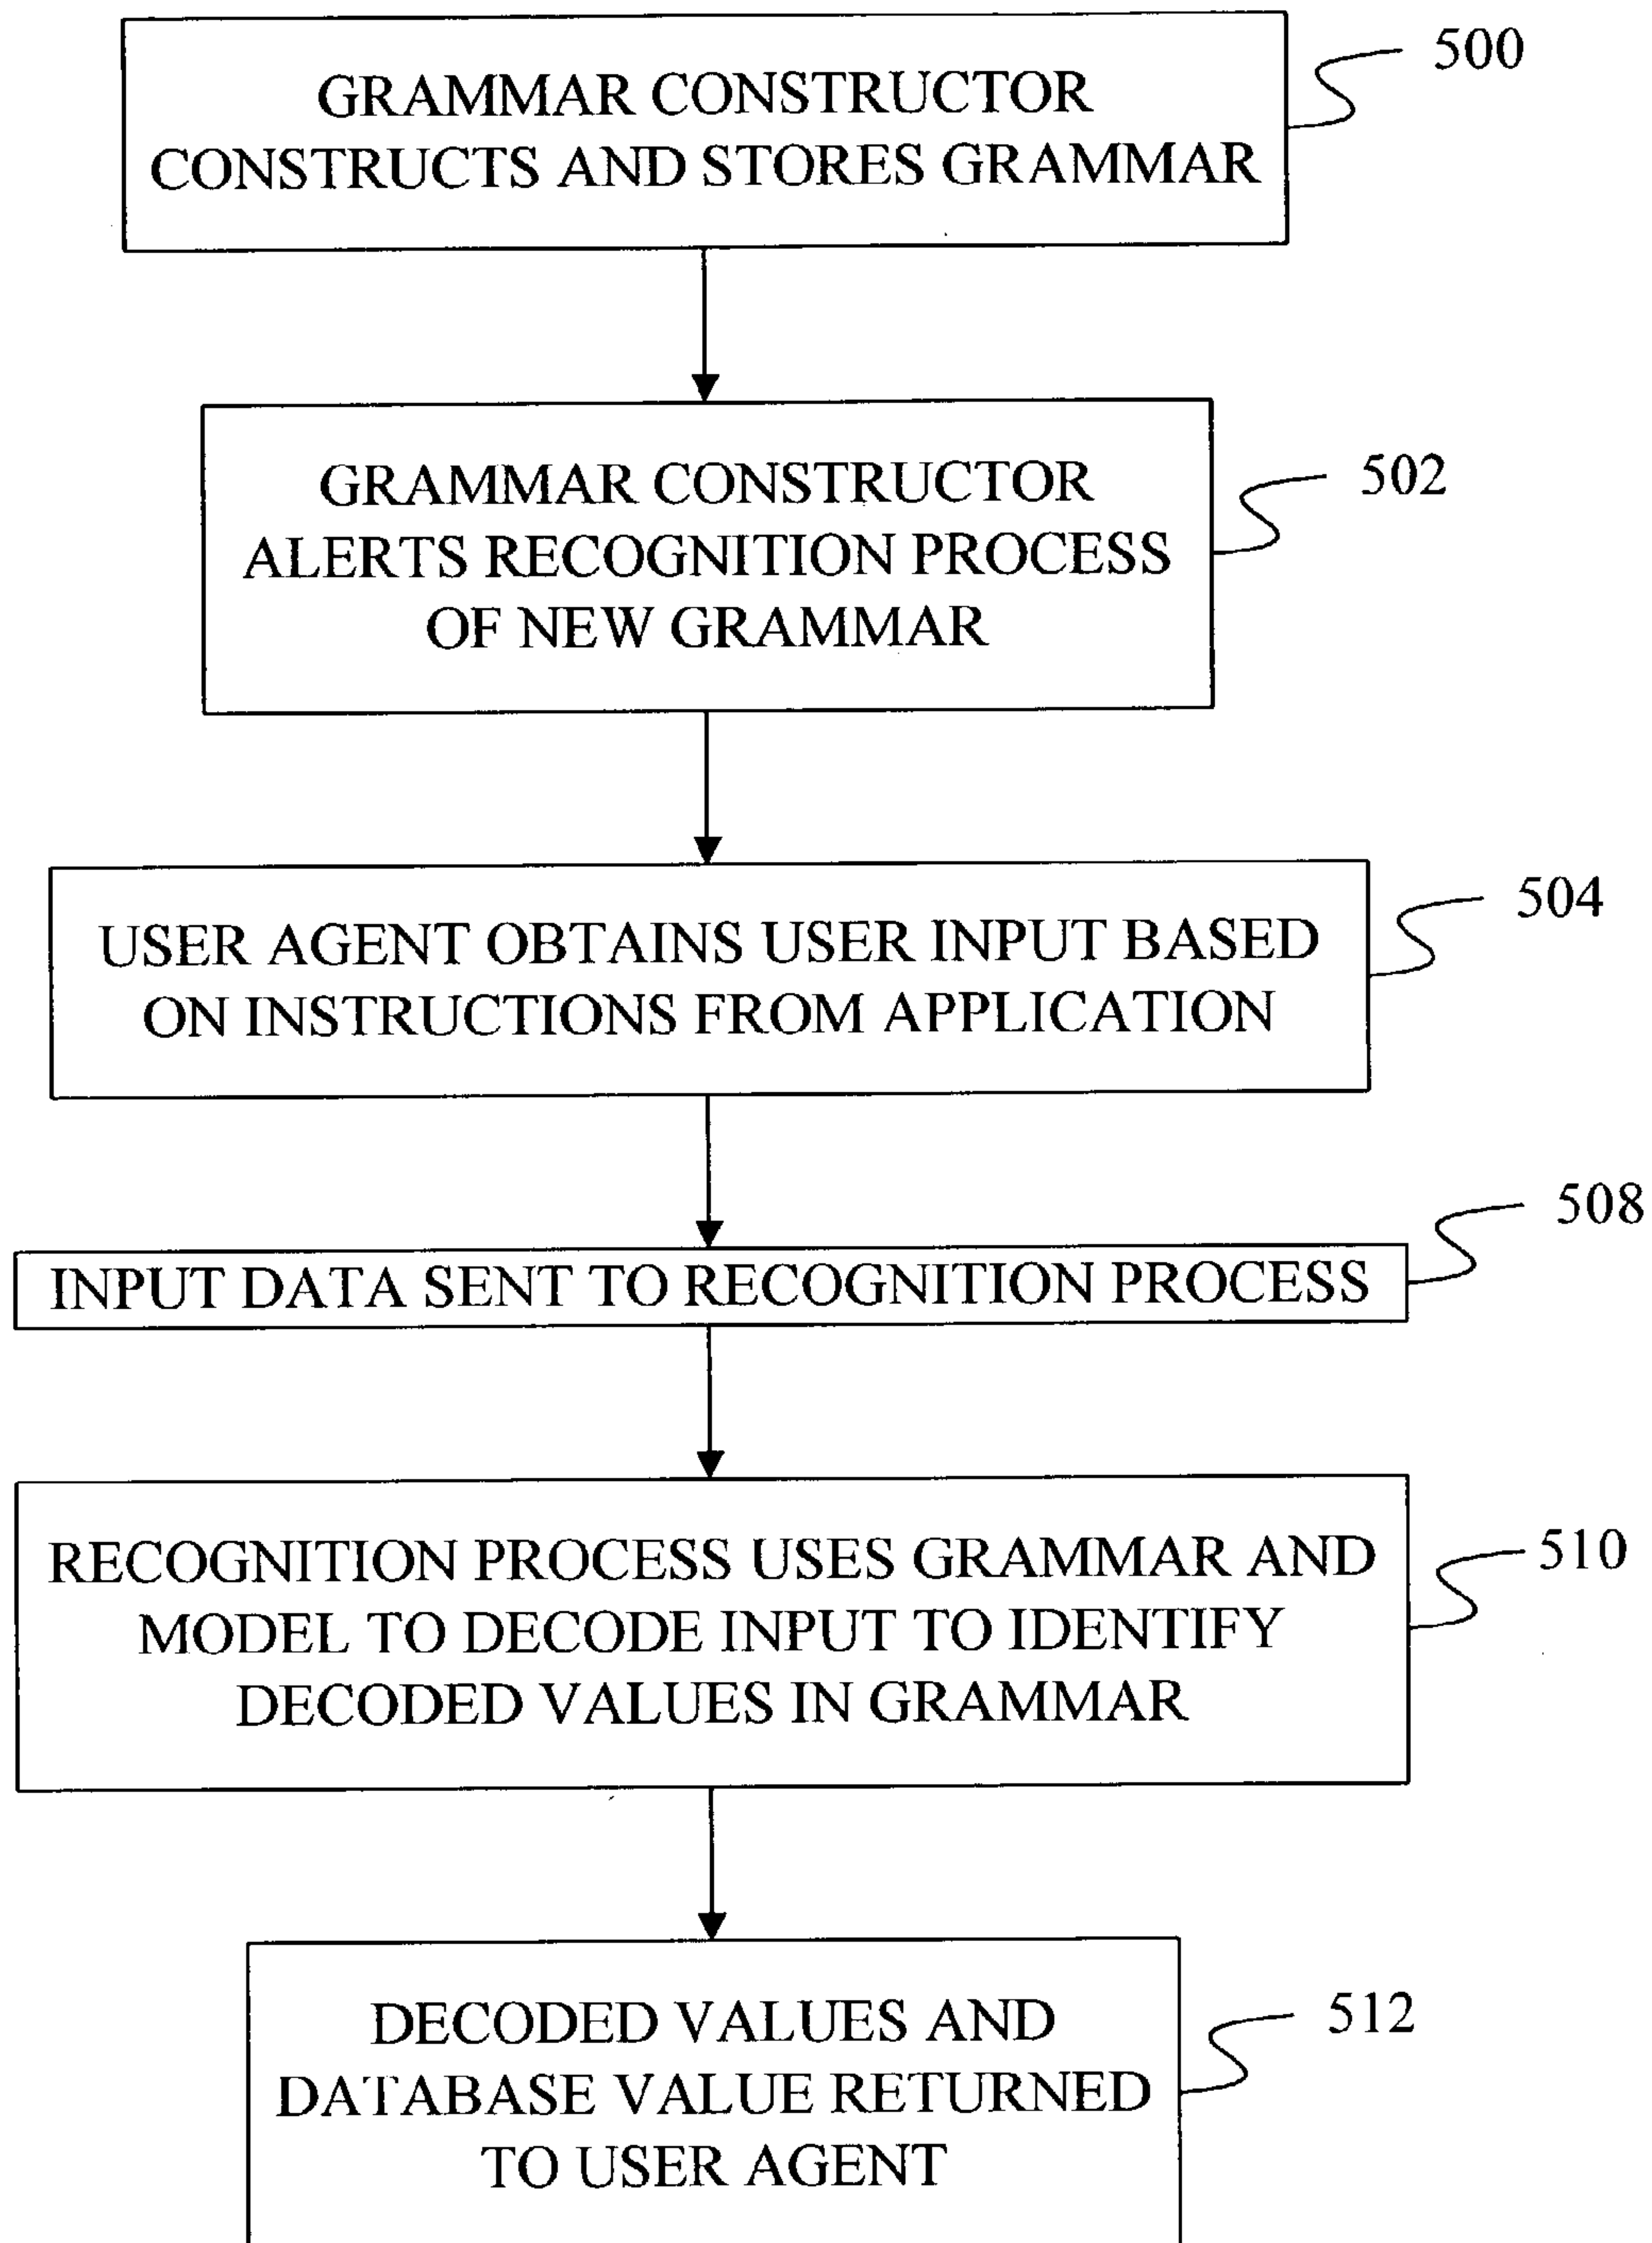 500
GRAMMAR CONSTRUCTOR
CONSTRUCTS AND STORES GRAMMAR
502
GRAMMAR CONSTRUCTOR
ALERTS RECOGNITION PROCESS
OF NEW GRAMMAR
504
USER AGENT OBTAINS USER INPUT BASED
ON INSTRUCTIONS FROM APPLICATION
508
INPUT DATA SENT TO RECOGNITION PROCESS
510
RECOGNITION PROCESS USES GRAMMAR AND
MODEL TO DECODE INPUT TO IDENTIFY
DECODED VALUES IN GRAMMAR
512
DECODED VALUES AND
DATABASE VALUE RETURNED
TO USER AGENT